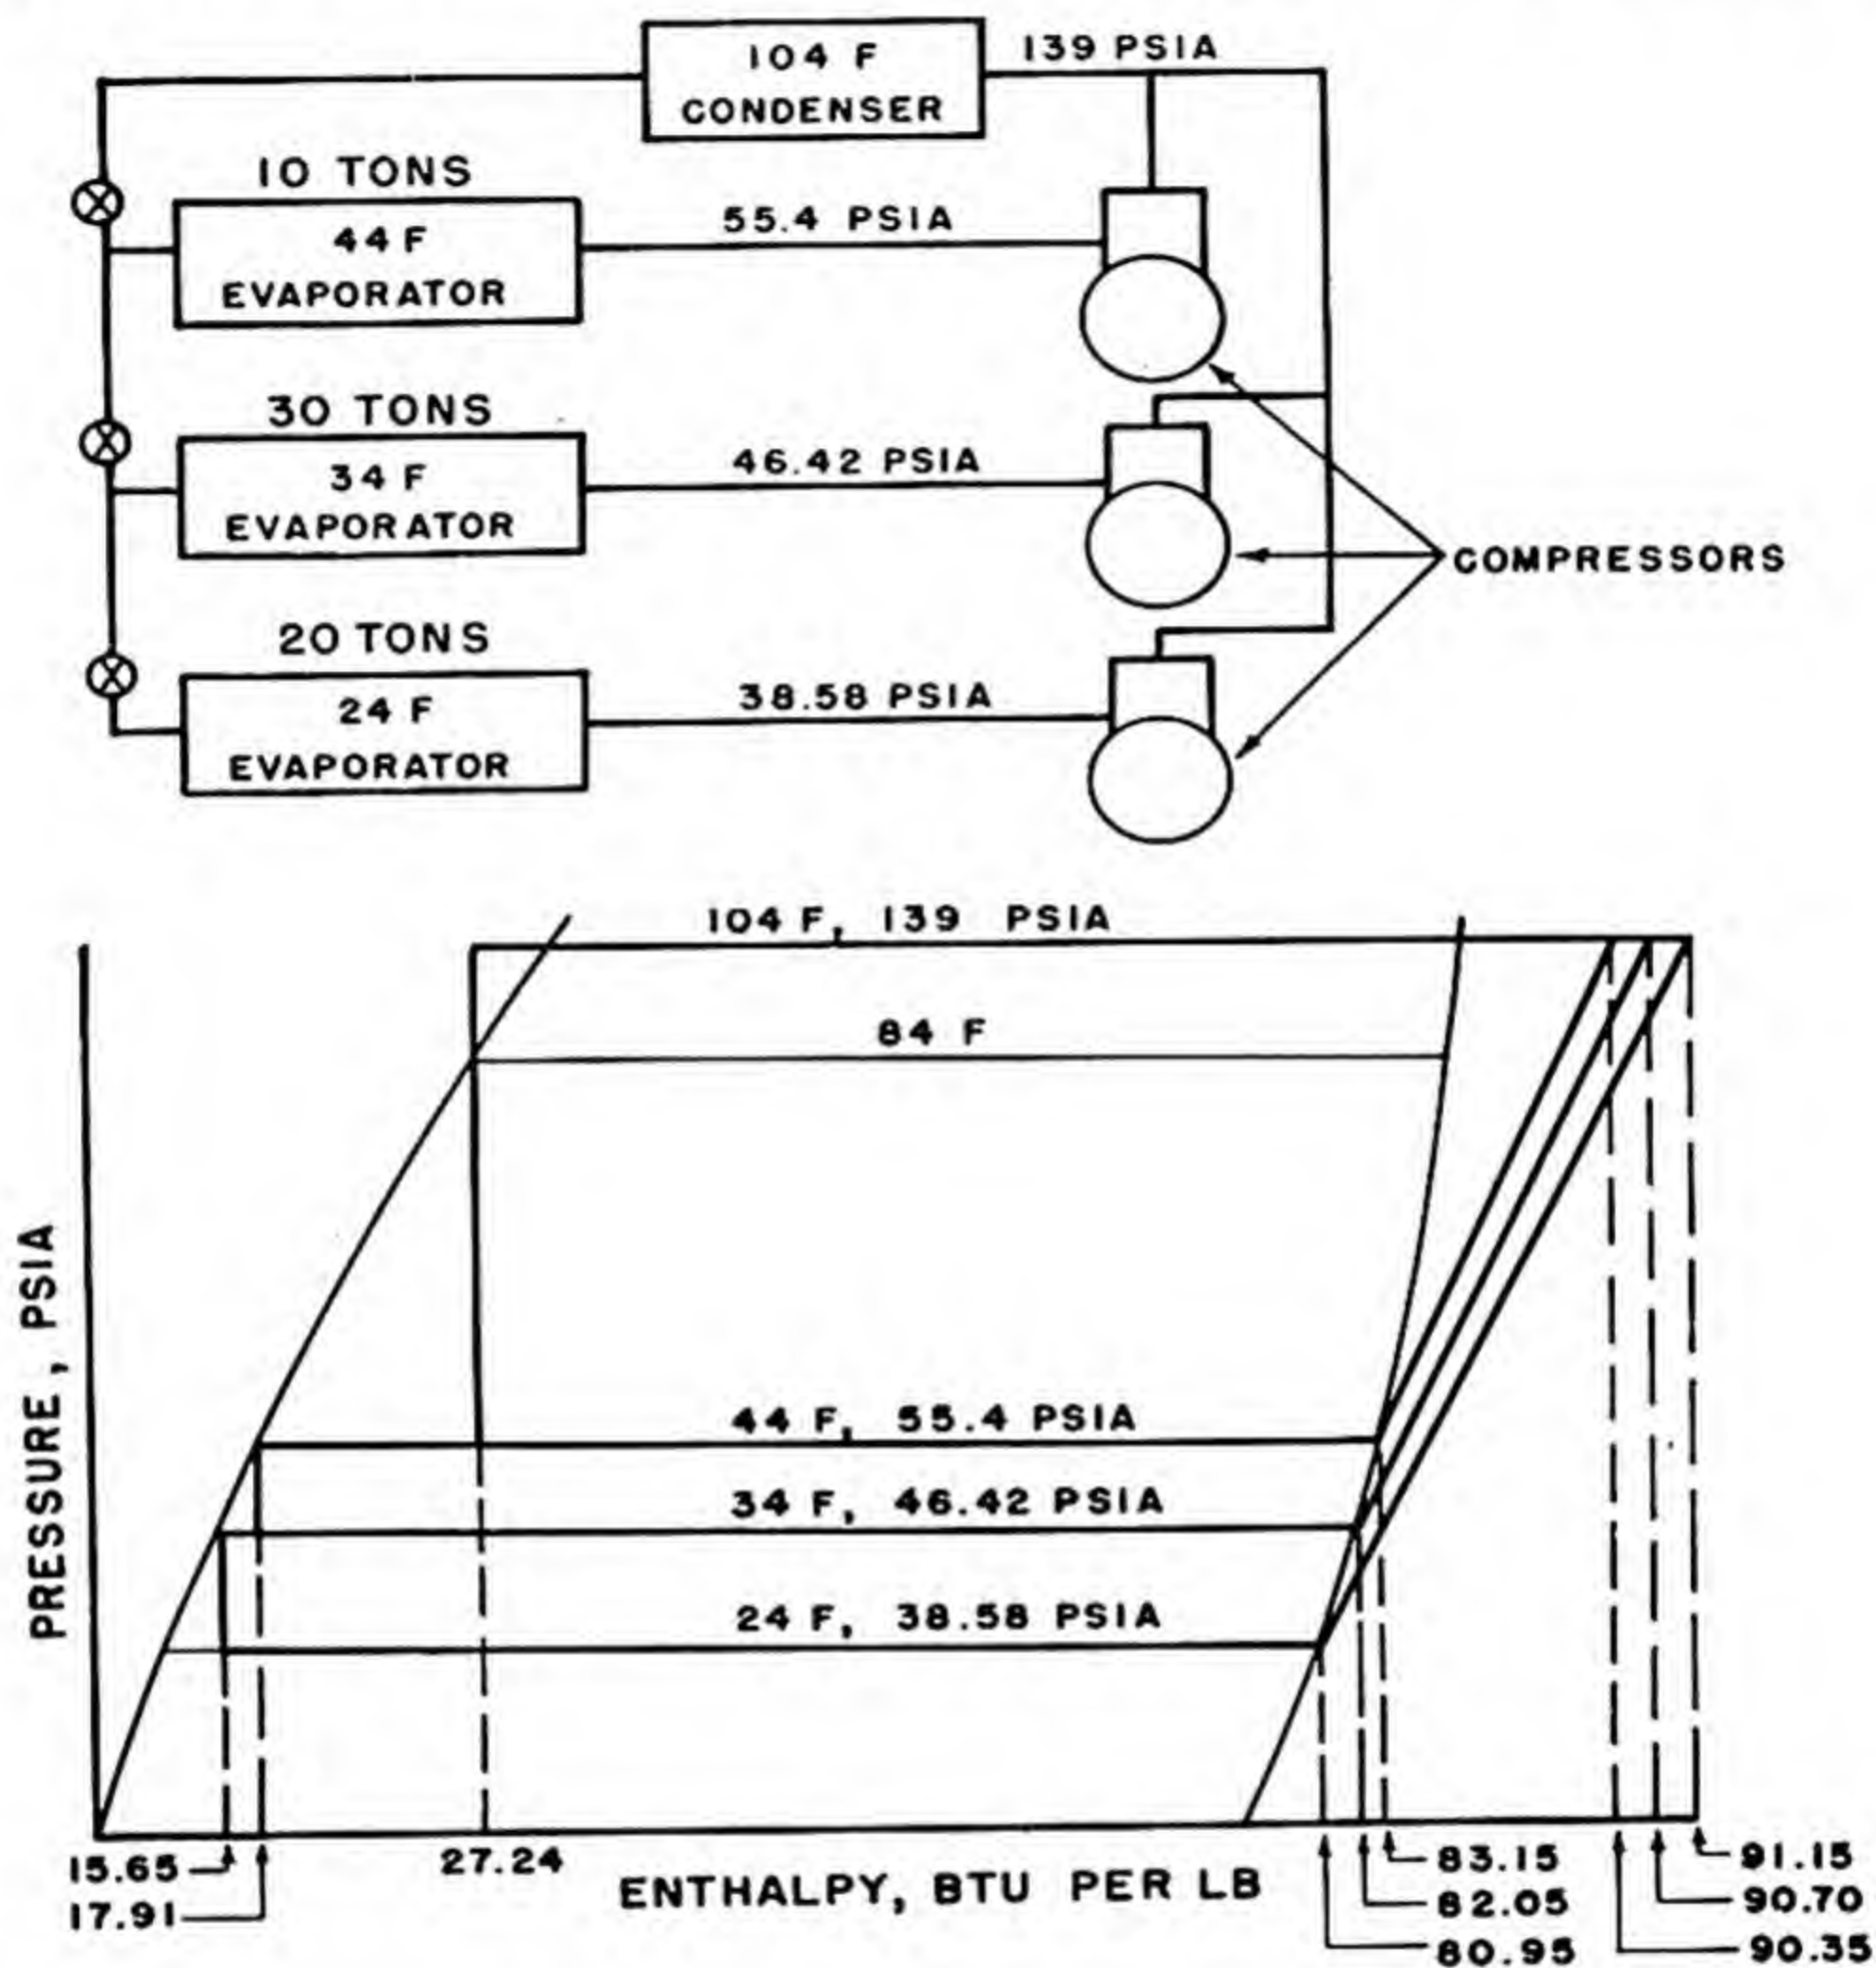 104 F
CONDENSER
139 PSIA
10 TONS
44 F
EVAPORATOR
55.4 PSIA
30 TONS
34 F
EVAPORATOR
46.42 PSIA
COMPRESSORS
20 TONS
24 F
EVAPORATOR
38.58 PSIA
104 F, 139 PSIA
84 F
44 F, 55.4 PSIA
34 F, 46.42 PSIA
24 F, 38.58 PSIA
PRESSURE, PSIA
15.65
17.91
27.24
ENTHALPY, BTU PER LB
83.15
82.05
80.95
91.15
90.70
90.35